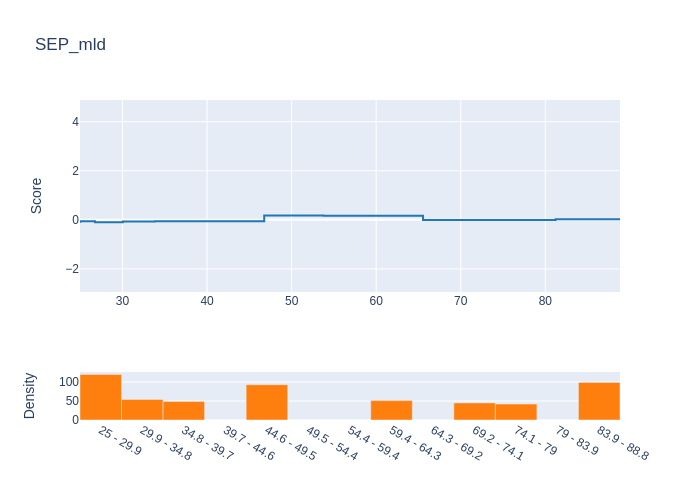 SEP_mld
Score
4
2
0
−2
30 40 50 60 70 80
Density
100
50
0
25 - 29.9
29.9 - 34.8
34.8 - 39.7
39.7 - 44.6
44.6 - 49.5
49.5 - 54.4
54.4 - 59.4
59.4 - 64.3
64.3 - 69.2
69.2 - 74.1
74.1 - 79
79 - 83.9
83.9 - 88.8